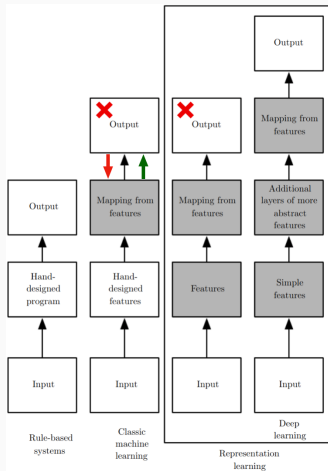 Output
Output
Output
Mapping from
features
Mapping from
features
Mapping from
features
Output
Additional
layers of more
abstract
features
Hand-
designed
program
Hand-
designed
features
Features
Simple
features
Input
Input
Input
Input
Rule-based
systems
Classic
machine
learning
Deep
learning
Representation
learning